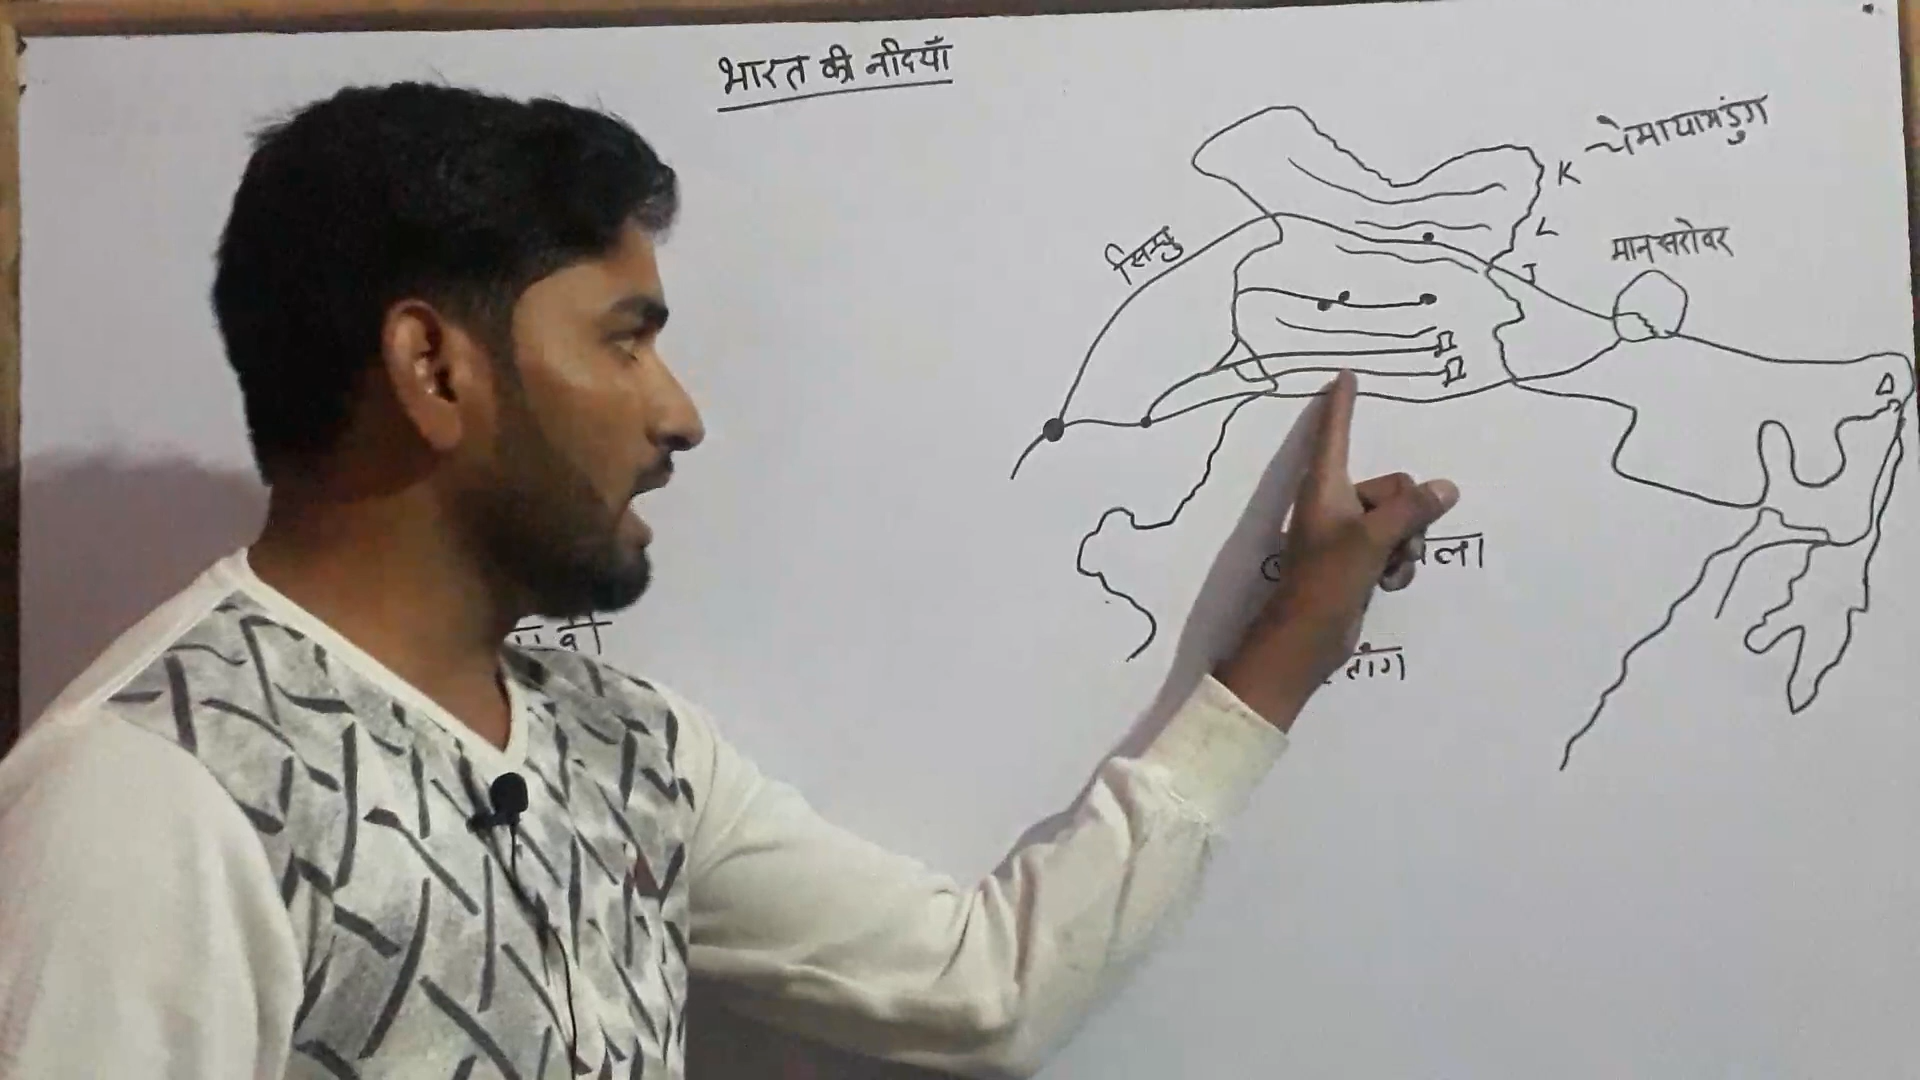 भारत की नदियाँ
चेमायामडुंग
K
L
सिन्धु
मानसरोवर
J